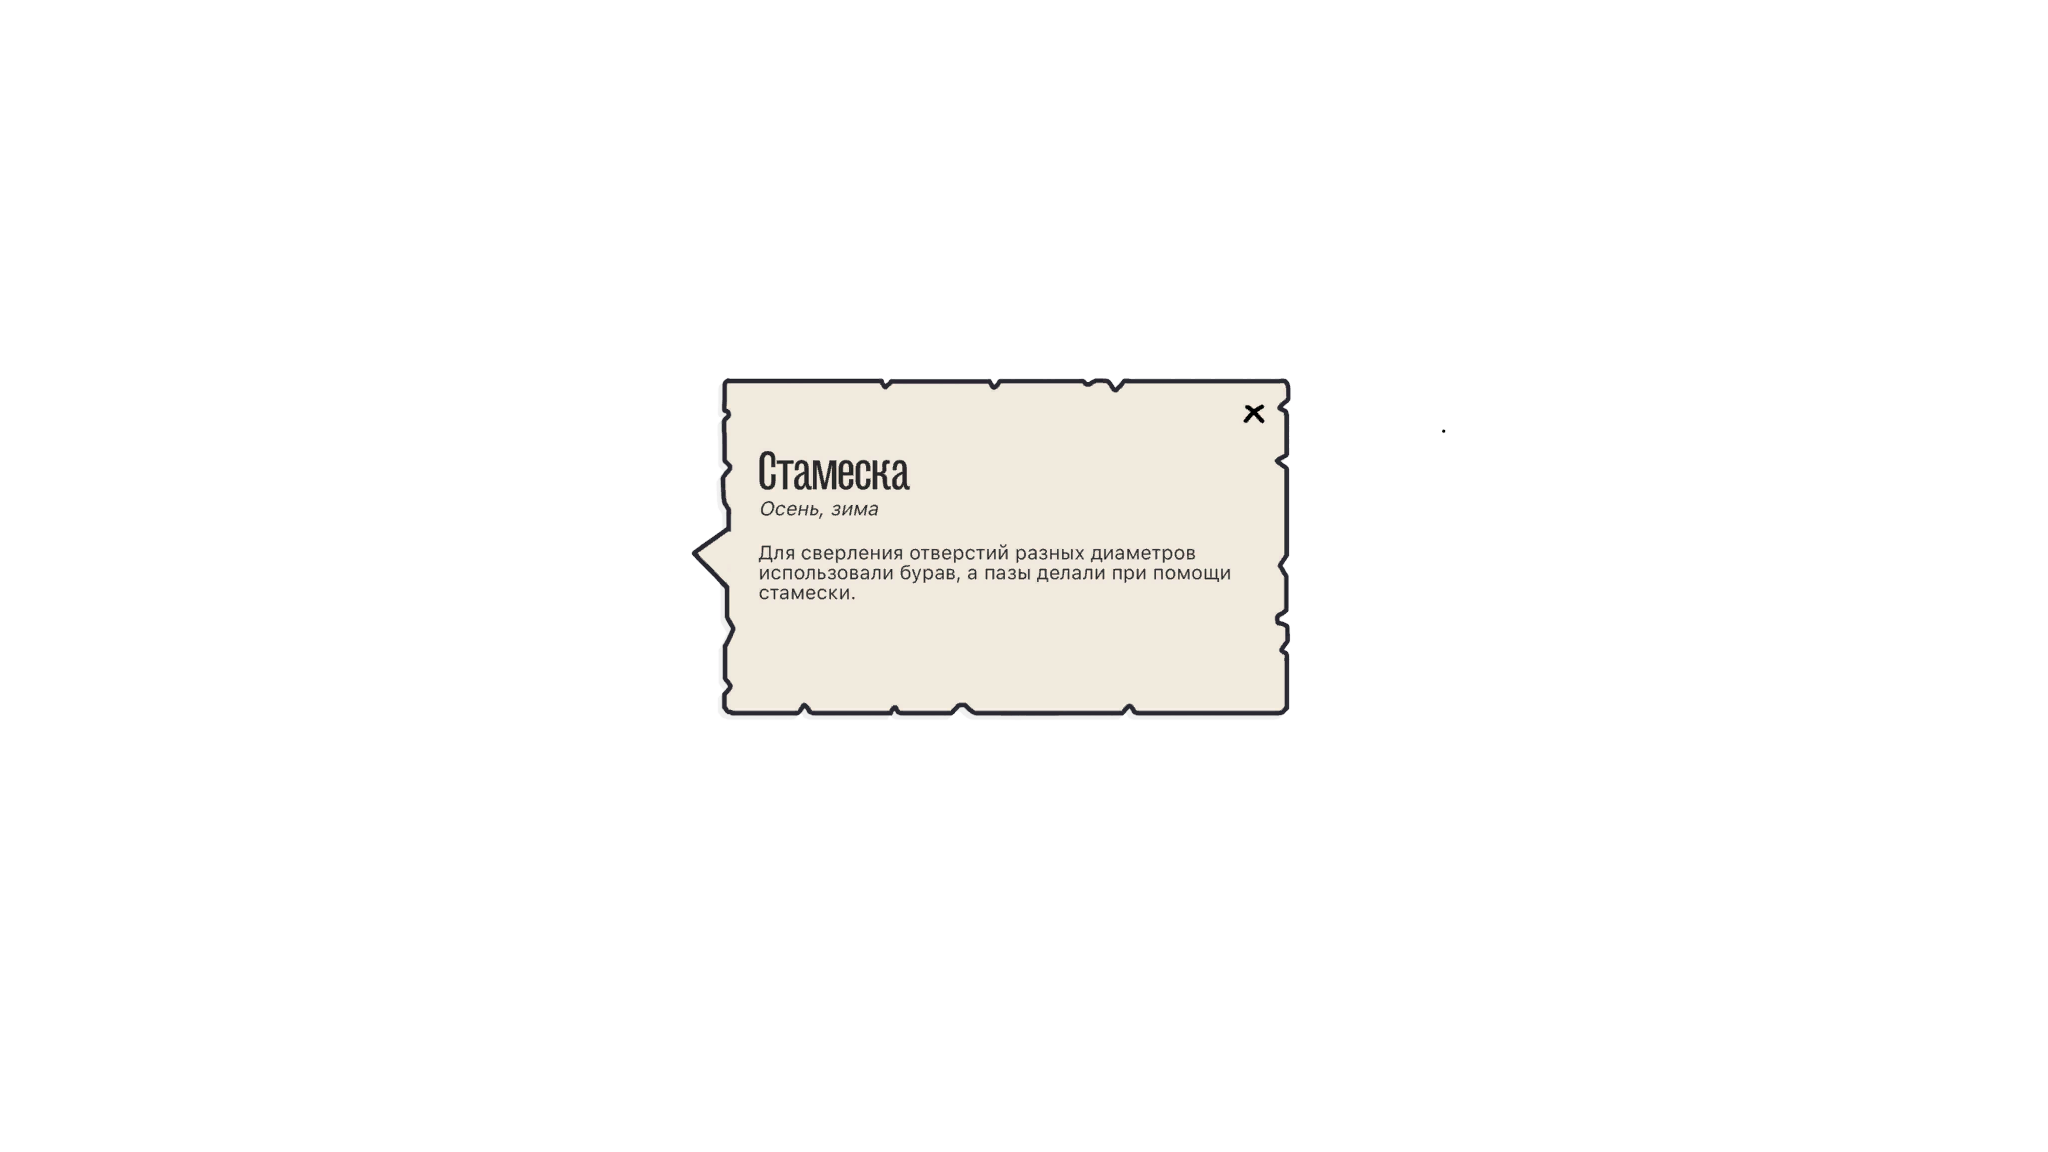 Стамеска
Осень, зима
Для сверления отверстий разных диаметров
использовали бурав, а пазы делали при помощи
стамески.